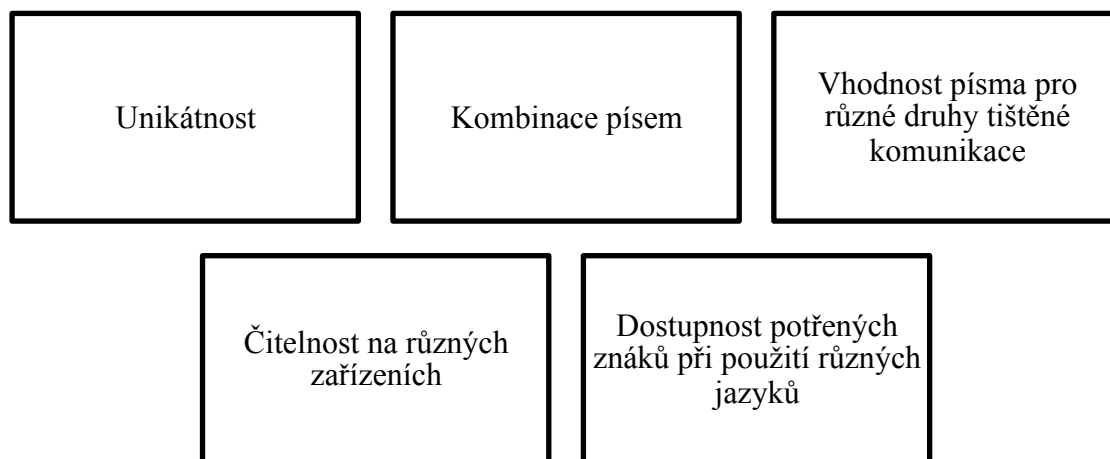 Unikátnost
Kombinace písem
Vhodnost písma pro
různé druhy tištěné
komunikace
Čitelnost na různých
zařízeních
Dostupnost potřených
znáků při použití různých
jazyků